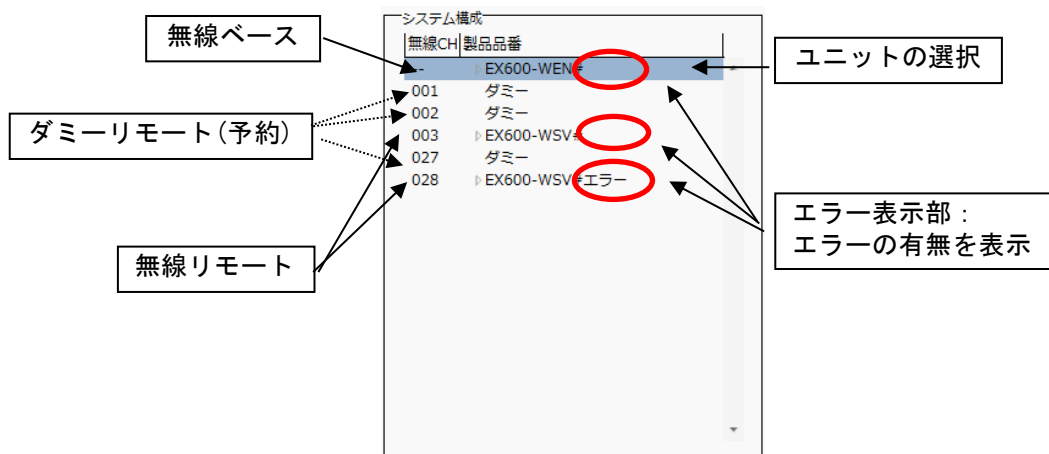 システム構成
無線CH 製品品番
-- EX600-WEN#
001 ダミー
002 ダミー
003 EX600-WSV#
027 ダミー
028 EX600-WSV#エラー
無線ベース
ダミーリモート(予約)
無線リモート
ユニットの選択
エラー表示部：
エラーの有無を表示